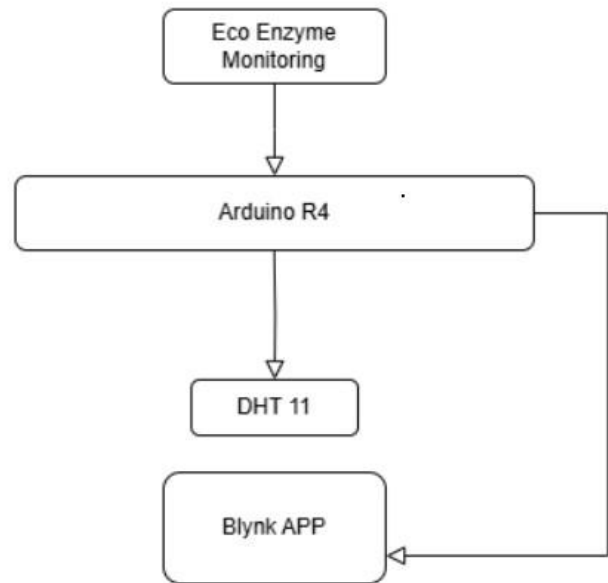 Eco Enzyme
Monitoring
Arduino R4
DHT 11
Blynk APP